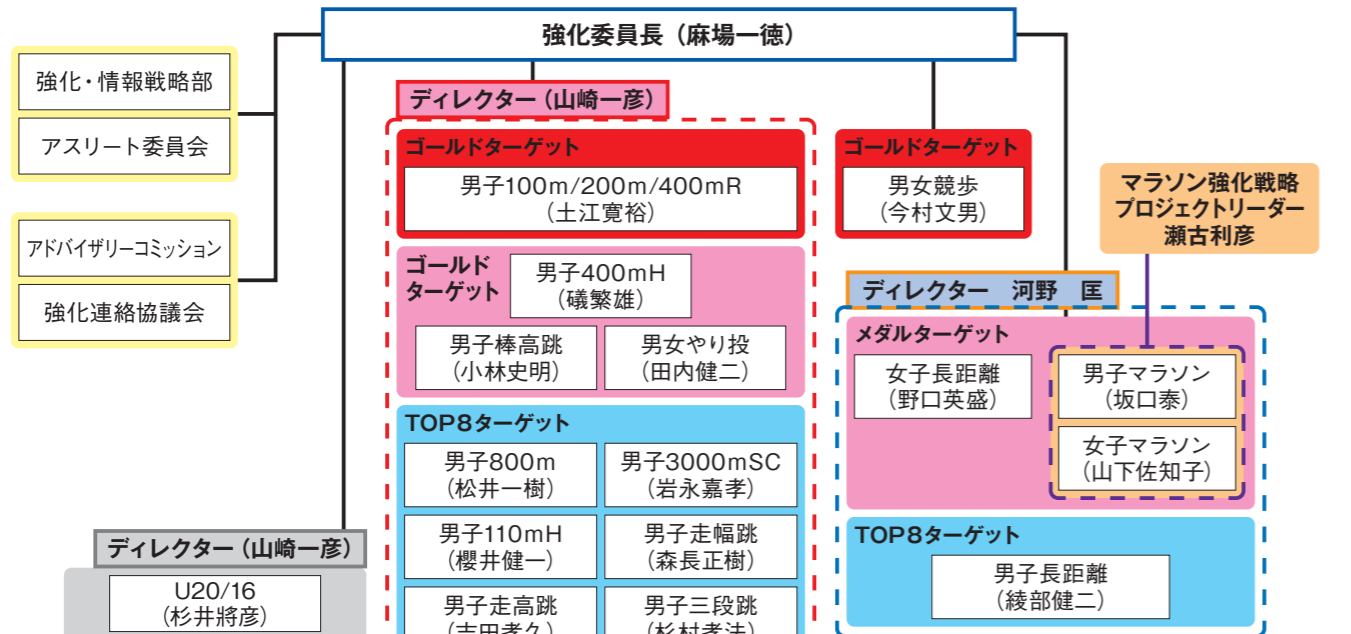 強化委員長（麻場一徳）
強化・情報戦略部
アスリート委員会
アドバイザリーコミッション
強化連絡協議会
ディレクター（山崎一彦）
ゴールドターゲット
男子100m/200m/400mR
（土江寛裕）
ゴールド
ターゲット
男子400mH
（礒繁雄）
男子棒高跳
（小林史明）
男女やり投
（田内健二）
TOP8ターゲット
男子800m
（松井一樹）
男子3000mSC
（岩永嘉孝）
男子110mH
（櫻井健一）
男子走幅跳
（森長正樹）
男子走高跳
（吉田孝久）
男子三段跳
（杉村孝法）
ゴールドターゲット
男女競歩
（今村文男）
マラソン強化戦略
プロジェクトリーダー
瀬古利彦
ディレクター　河野　匡
メダルターゲット
女子長距離
（野口英盛）
男子マラソン
（坂口泰）
女子マラソン
（山下佐知子）
TOP8ターゲット
男子長距離
（綾部健二）
ディレクター（山崎一彦）
U20/16
（杉井將彦）